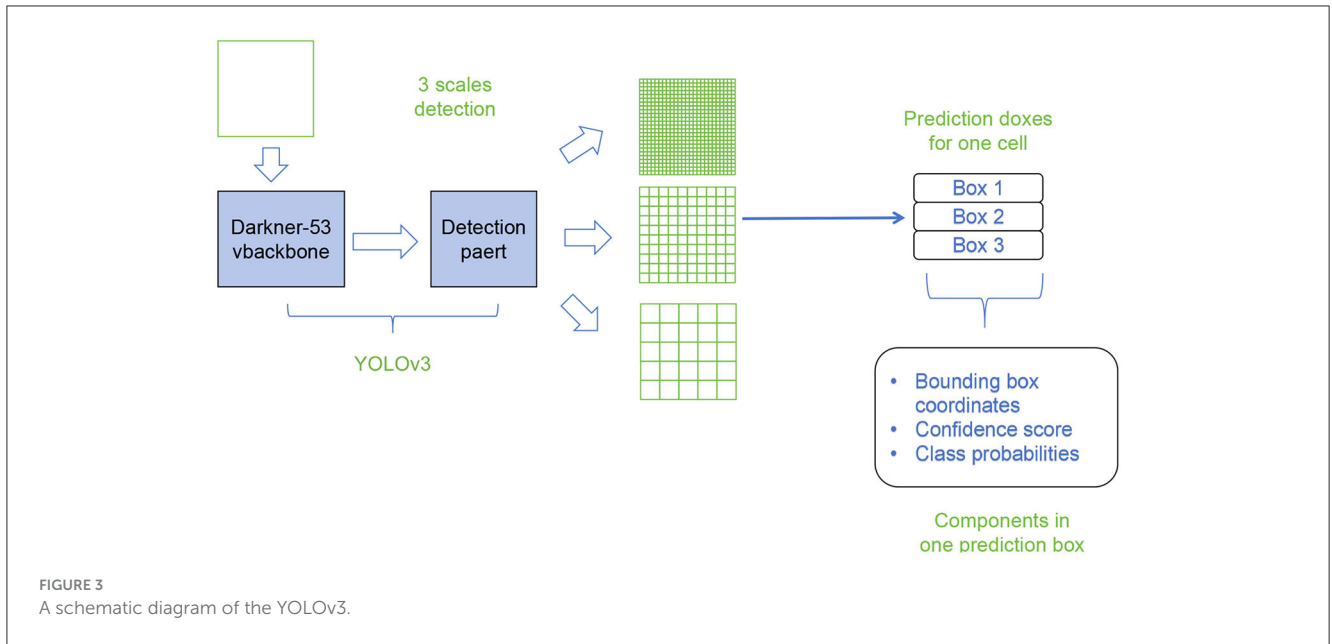 3 scales
detection
Darkner-53
vbackbone
Detection
paert
YOLOv3
Prediction doxes
for one cell
Box 1
Box 2
Box 3
• Bounding box
coordinates
• Confidence score
• Class probabilities
Components in
one prediction box
FIGURE 3
A schematic diagram of the YOLOv3.